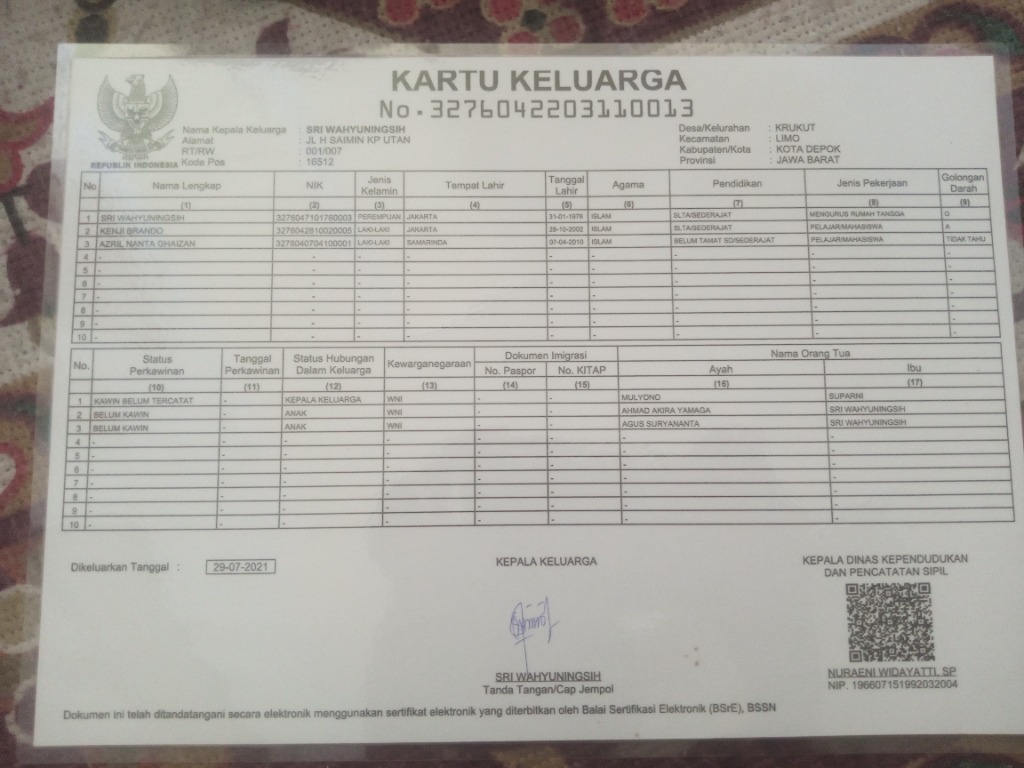 KARTU KELUARGA
No. 3276042203110013
REPUBLIK INDONESIA
Nama Kepala Keluarga : SRI WAHYUNINGSIH
Alamat : JL H SAIMIN KP UTAN
RT/RW : 001/007
Kode Pos : 16512
Desa/Kelurahan : KRUKUT
Kecamatan : LIMO
Kabupaten/Kota : KOTA DEPOK
Provinsi : JAWA BARAT
No Nama Lengkap NIK Jenis Kelamin Tempat Lahir Tanggal Lahir Agama Pendidikan Jenis Pekerjaan Golongan Darah
(1) (2) (3) (4) (5) (6) (7) (8) (9)
1 SRI WAHYUNINGSIH 3276047101760003 PEREMPUAN JAKARTA 31-01-1976 ISLAM SLTA/SEDERAJAT MENGURUS RUMAH TANGGA O
2 KENJI BRANDO 3276042810020005 LAKI-LAKI JAKARTA 28-10-2002 ISLAM SLTA/SEDERAJAT PELAJAR/MAHASISWA A
3 AZRIL NANTA GHAIZAN 3276040704100001 LAKI-LAKI SAMARINDA 07-04-2010 ISLAM BELUM TAMAT SD/SEDERAJAT PELAJAR/MAHASISWA TIDAK TAHU
4 - - - - - - - - -
5 - - - - - - - - -
6 - - - - - - - - -
7 - - - - - - - - -
8 - - - - - - - - -
9 - - - - - - - - -
10 - - - - - - - - -
No. Status Perkawinan Tanggal Perkawinan Status Hubungan Dalam Keluarga Kewarganegaraan Dokumen Imigrasi Nama Orang Tua
No. Paspor No. KITAP Ayah Ibu
(10) (11) (12) (13) (14) (15) (16) (17)
1 KAWIN BELUM TERCATAT - KEPALA KELUARGA WNI - - MULYONO SUPARNI
2 BELUM KAWIN - ANAK WNI - - AHMAD AKIRA YAMAGA SRI WAHYUNINGSIH
3 BELUM KAWIN - ANAK WNI - - AGUS SURYANANTA SRI WAHYUNINGSIH
4 - - - - - - - -
5 - - - - - - - -
6 - - - - - - - -
7 - - - - - - - -
8 - - - - - - - -
9 - - - - - - - -
10 - - - - - - - -
Dikeluarkan Tanggal : 29-07-2021
KEPALA KELUARGA
SRI WAHYUNINGSIH
Tanda Tangan/Cap Jempol
KEPALA DINAS KEPENDUDUKAN
DAN PENCATATAN SIPIL
NURAENI WIDAYATTI, SP
NIP. 196607151992032004
Dokumen ini telah ditandatangani secara elektronik menggunakan sertifikat elektronik yang diterbitkan oleh Balai Sertifikasi Elektronik (BSrE), BSSN